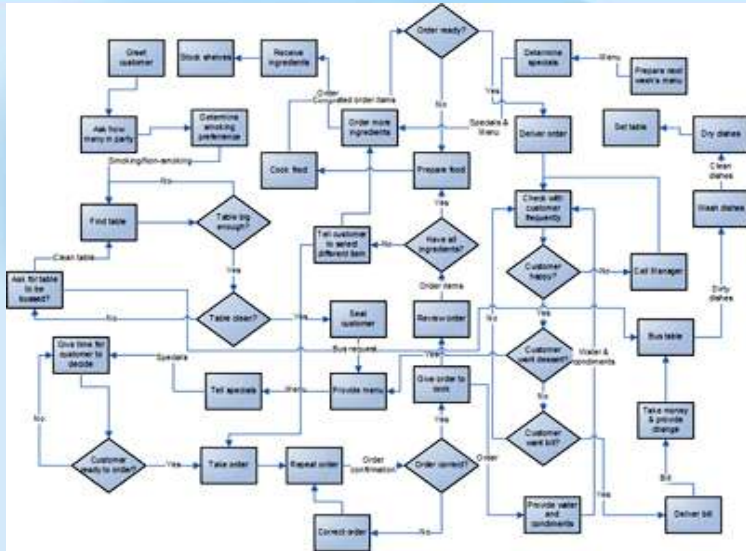 Order ready?
Greet
customer
Stock shelves
Receive
ingredients
Determine
specials
Menu
Prepare next
week's menu
Yes
Order
Completed order items
No
Ask how
many in party
Determine
smoking
preference
Order more
ingredients
Specials &
Menu
Deliver order
Set table
Dry dishes
Smoking/Non-smoking
Cook food
Prepare food
Clean
dishes
No
Yes
Check with
customer
frequently
Wash dishes
Find table
Table big
enough?
Tell customer
to select
different item
No
Have all
ingredients?
Clean table
Yes
Customer
happy?
No
Call Manager
Ask for table
to be
bussed?
Order items
Dirty
dishes
No
Table clean?
Yes
Seat
customer
Review order
No
Yes
Bus table
Give time for
customer to
decide
Bus request
Yes
Customer
want dessert?
Water &
condiments
Specials
Tell specials
Menu
Provide menu
Give order to
cook
No
Take money
& provide
change
No
Yes
Customer
want bill?
Customer
ready to order?
Yes
Take order
Repeat order
Order
confirmation
Order correct?
Order
Yes
Bill
No
Correct order
Provide water
and
condiments
Deliver bill